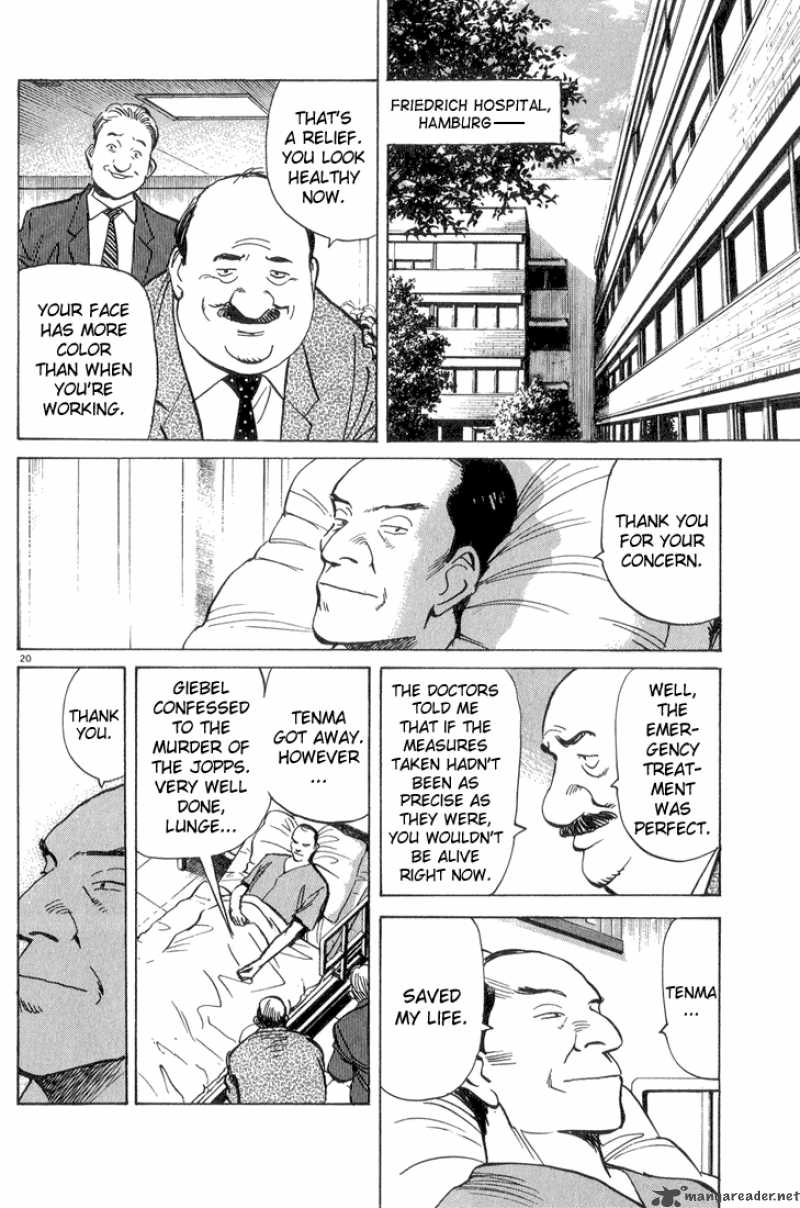 FRIEDRICH HOSPITAL,
HAMBURG——
THAT'S
A RELIEF.
YOU LOOK
HEALTHY
NOW.
YOUR FACE
HAS MORE
COLOR
THAN WHEN
YOU'RE
WORKING.
THANK YOU
FOR YOUR
CONCERN.
WELL,
THE
EMER-
GENCY
TREAT-
MENT
WAS
PERFECT.
THE DOCTORS
TOLD ME
THAT IF THE
MEASURES
TAKEN HADN'T
BEEN AS
PRECISE AS
THEY WERE,
YOU WOULDN'T
BE ALIVE
RIGHT NOW.
TENMA
...
SAVED
MY LIFE.
TENMA
GOT AWAY.
HOWEVER
...
GIEBEL
CONFESSED
TO THE
MURDER OF
THE JOPPS.
VERY WELL
DONE,
LUNGE...
THANK
YOU.
20
mangareader.net